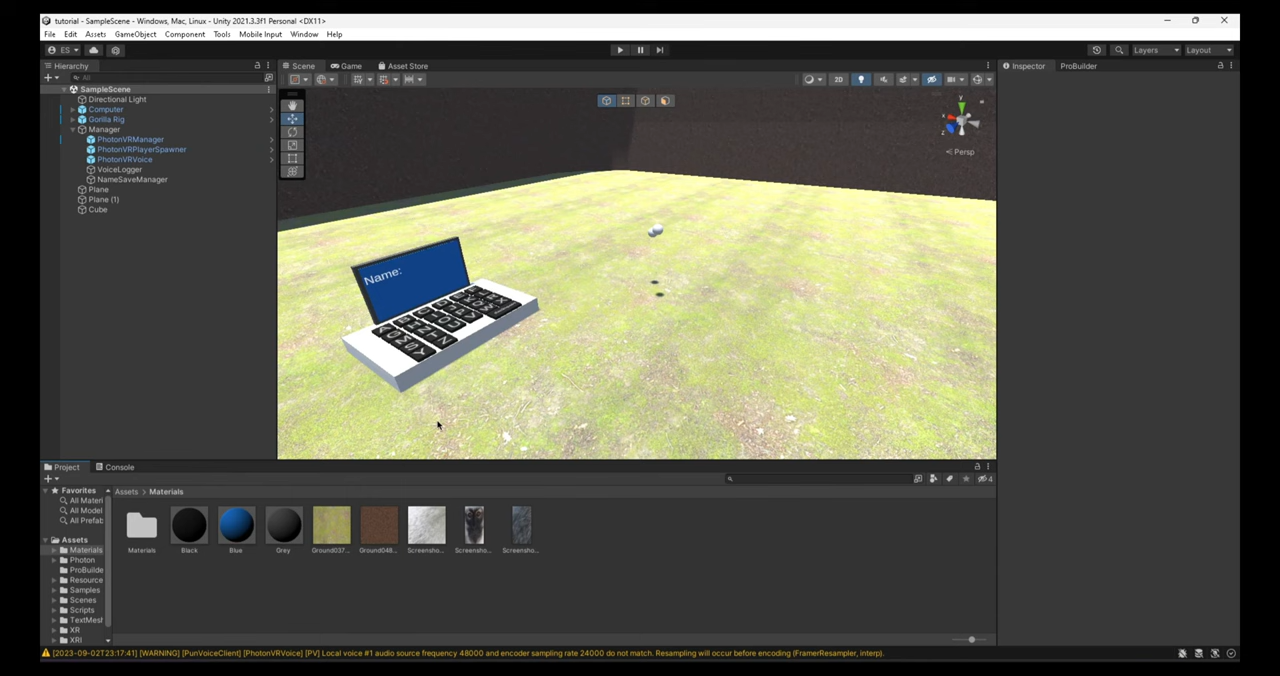 tutorial - SampleScene - Windows, Mac, Linux - Unity 2021.3.3f1 Personal <DX11>
File Edit Assets GameObject Component Tools Mobile Input Window Help
ES Layers Layout
Hierarchy
All
SampleScene
Directional Light
Computer
Gorilla Rig
Manager
PhotonVRManager
PhotonVRPlayerSpawner
PhotonVRVoice
VoiceLogger
NameSaveManager
Plane
Plane (1)
Cube
Scene Game Asset Store
2D
y
x
z
Persp
Name:
Inspector ProBuilder
Project Console
4
Favorites
All Materi
All Model
All Prefab
Assets
Materials
Photon
ProBuilde
Resource
Samples
Scenes
Scripts
TextMesh
XR
XRI
Assets > Materials
Materials Black Blue Grey Ground037... Ground048... Screensho... Screensho... Screensho...
[2023-09-02T23:17:41] [WARNING] [PunVoiceClient] [PhotonVRVoice] [PV] Local voice #1 audio source frequency 48000 and encoder sampling rate 24000 do not match. Resampling will occur before encoding (FramerResampler, interp).